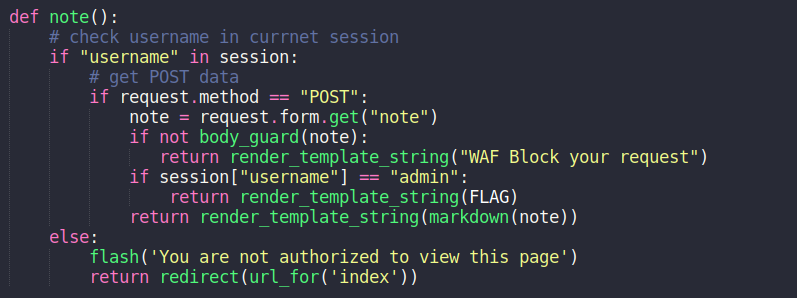 def note():
# check username in currnet session
if "username" in session:
# get POST data
if request.method == "POST":
note = request.form.get("note")
if not body_guard(note):
return render_template_string("WAF Block your request")
if session["username"] == "admin":
return render_template_string(FLAG)
return render_template_string(markdown(note))
else:
flash('You are not authorized to view this page')
return redirect(url_for('index'))